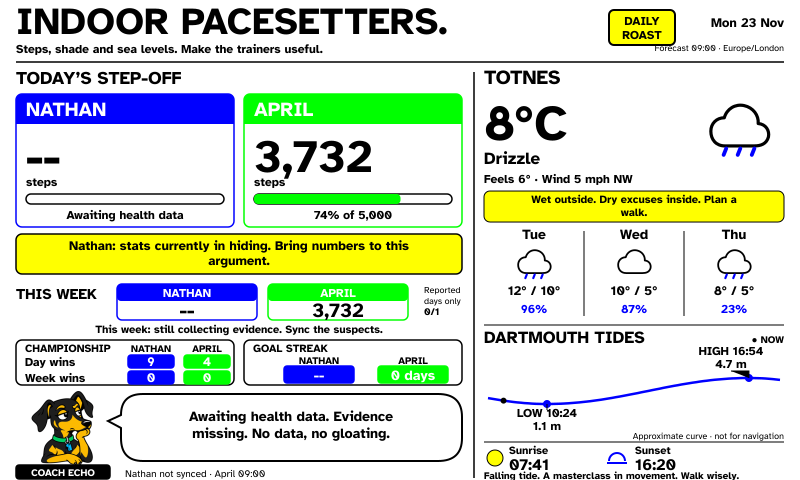 INDOOR PACESETTERS.
Steps, shade and sea levels. Make the trainers useful.
DAILY
ROAST
Mon 23 Nov
Forecast 09:00 · Europe/London
TODAY'S STEP-OFF
NATHAN
--
steps
Awaiting health data
APRIL
3,732
steps
74% of 5,000
Nathan: stats currently in hiding. Bring numbers to this
argument.
THIS WEEK
NATHAN
--
APRIL
3,732
Reported
days only
0/1
This week: still collecting evidence. Sync the suspects.
CHAMPIONSHIP NATHAN APRIL
Day wins 9 4
Week wins 0 0
GOAL STREAK
NATHAN APRIL
-- 0 days
Awaiting health data. Evidence
missing. No data, no gloating.
COACH ECHO
Nathan not synced · April 09:00
TOTNES
8°C
Drizzle
Feels 6° · Wind 5 mph NW
Wet outside. Dry excuses inside. Plan a
walk.
Tue Wed Thu
12° / 10° 10° / 5° 8° / 5°
96% 87% 23%
DARTMOUTH TIDES
● NOW
HIGH 16:54
4.7 m
LOW 10:24
1.1 m
Approximate curve · not for navigation
Sunrise
07:41
Sunset
16:20
Falling tide. A masterclass in movement. Walk wisely.